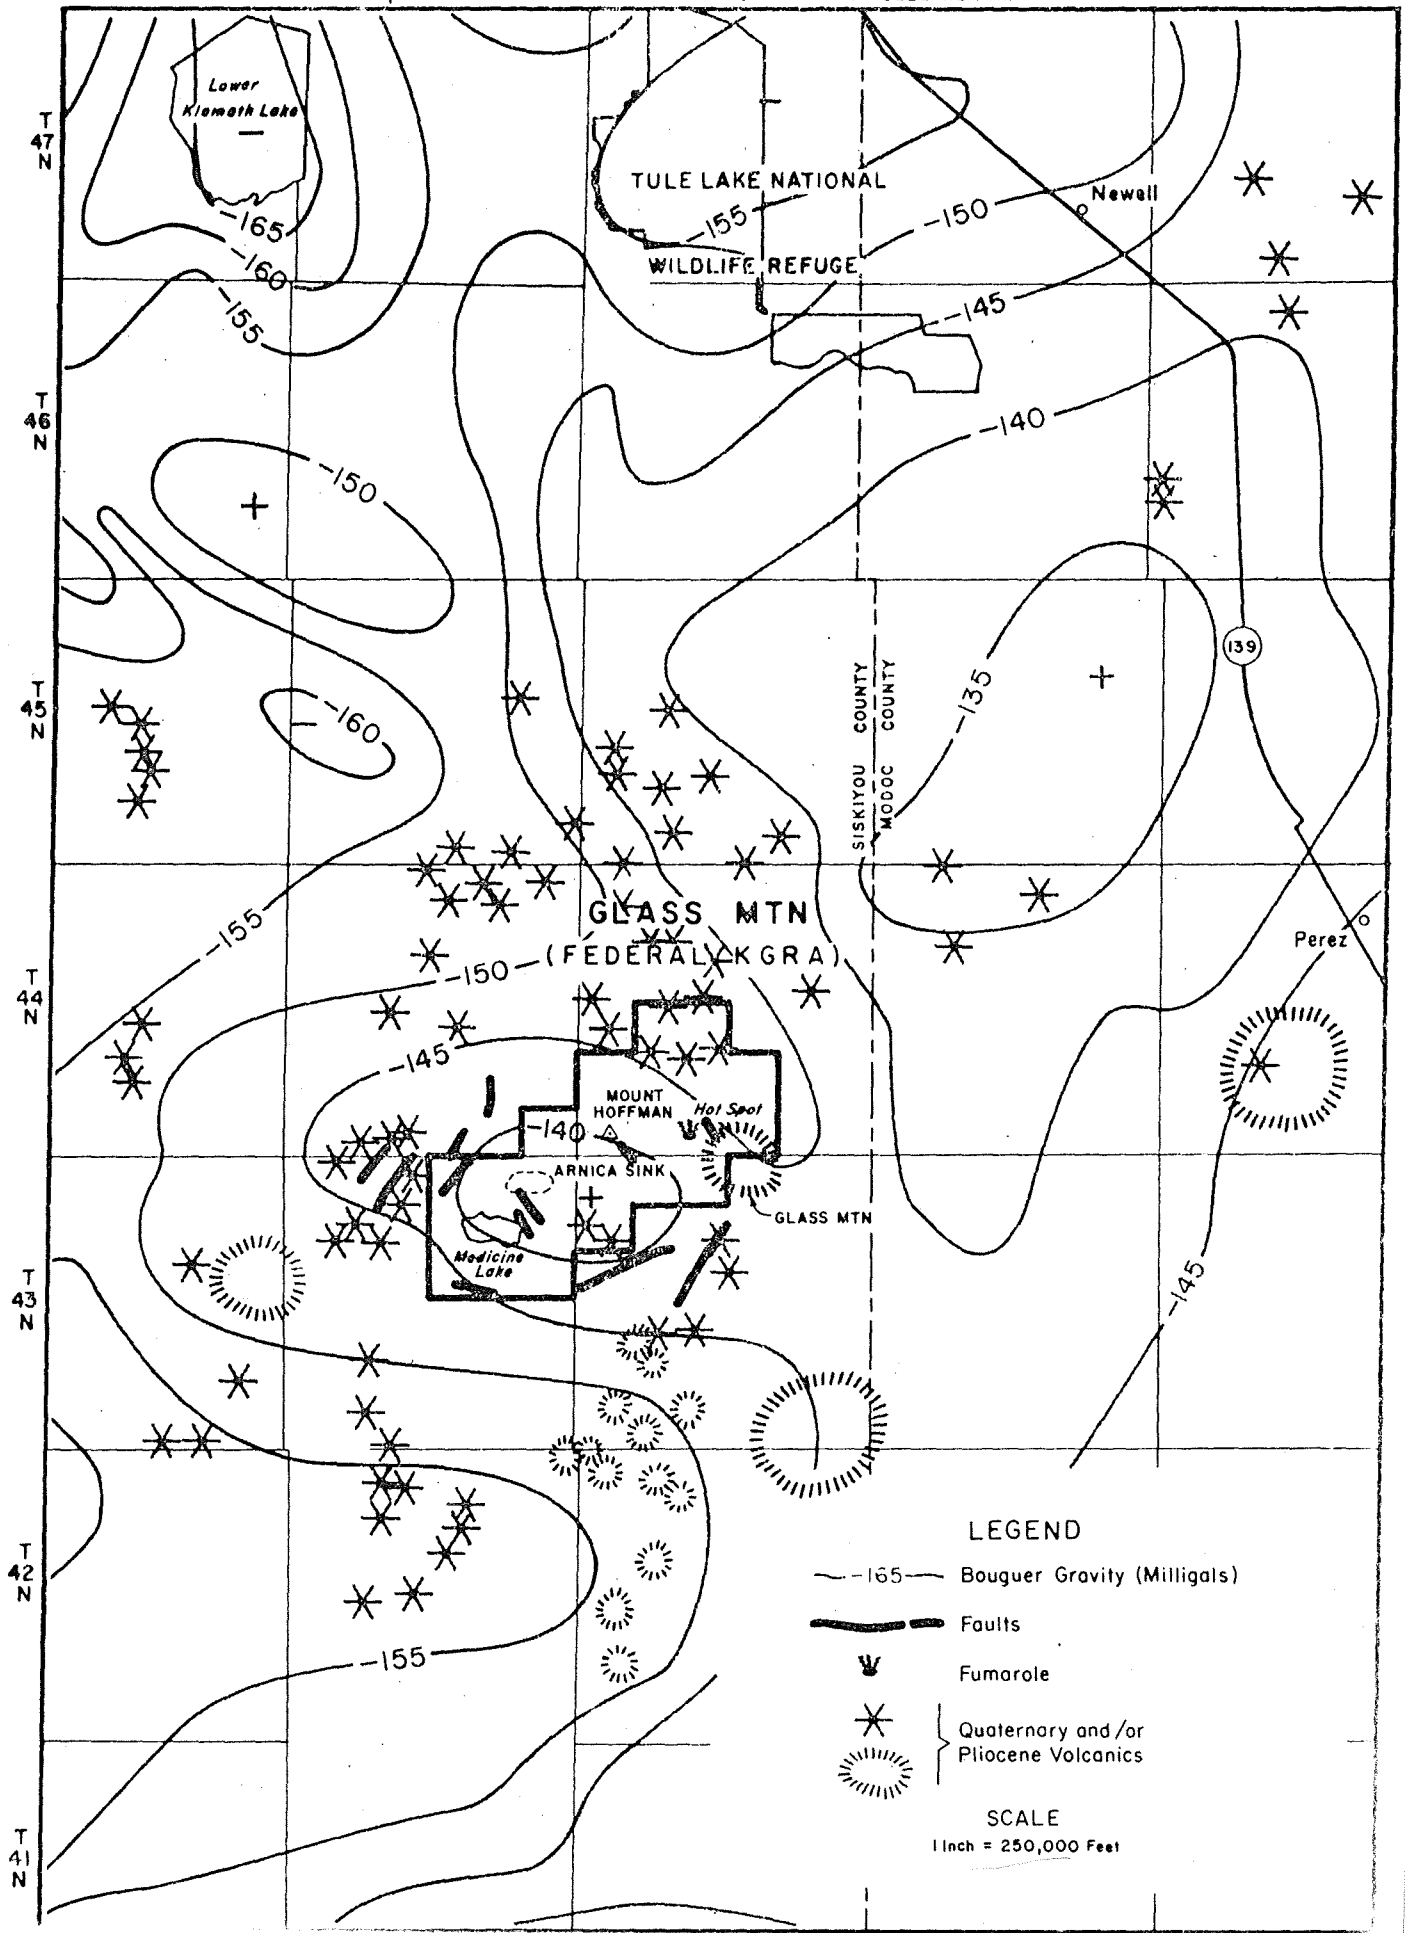 T
47
N
Lower
Klamath Lake
-165
-160
-155
TULE LAKE NATIONAL
-155
WILDLIFE REFUGE
-150
Newell
-145
T
46
N
-140
-150
+
T
45
N
-160
SISKIYOU COUNTY
MODOC COUNTY
-135
+
139
-155
GLASS MTN
(FEDERAL KGRA)
-150
Perez
T
44
N
-145
MOUNT
HOFFMAN
Hot Spot
-140
ARNICA SINK
+
GLASS MTN
Medicine
Lake
T
43
N
-145
T
42
N
-155
LEGEND
-165 Bouguer Gravity (Milligals)
Faults
Fumarole
Quaternary and/or
Pliocene Volcanics
SCALE
1 Inch = 250,000 Feet
T
41
N